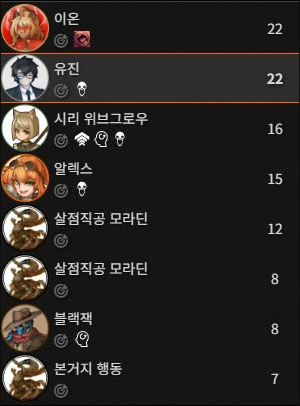 이온 22
유진 22
시리 위브그로우 16
알렉스 15
살점직공 모라딘 12
살점직공 모라딘 8
블랙잭 8
본거지 행동 7